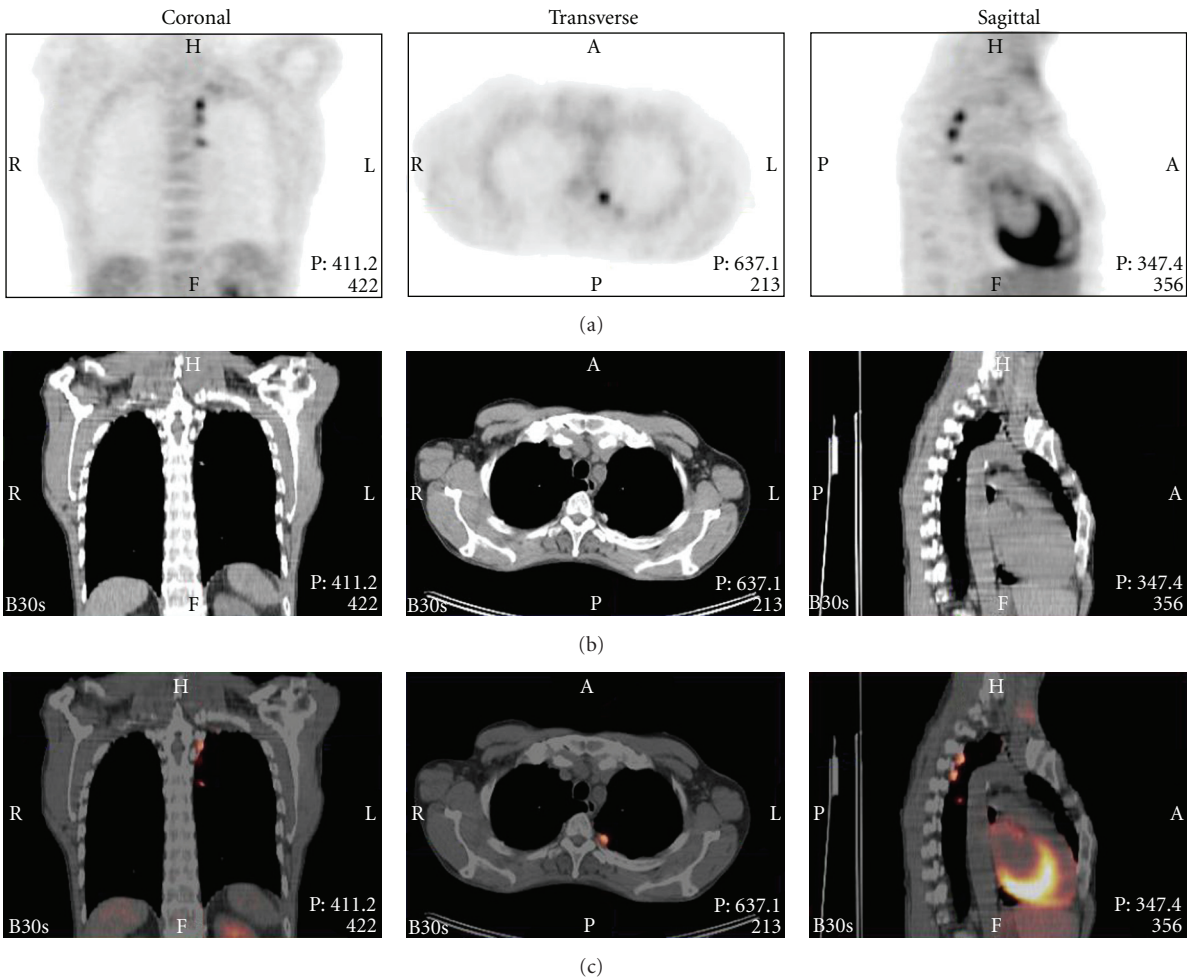 Coronal
Transverse
Sagittal
H
R
L
P: 411.2
F
422
A
R
L
P: 637.1
P
213
H
P
A
P: 347.4
F
356
(a)
H
R
L
P: 411.2
B30s
F
422
A
R
L
P: 637.1
B30s
P
213
H
P
A
P: 347.4
B30s
F
356
(b)
H
R
L
P: 411.2
B30s
F
422
A
R
L
P: 637.1
B30s
P
213
H
P
A
P: 347.4
B30s
F
356
(c)